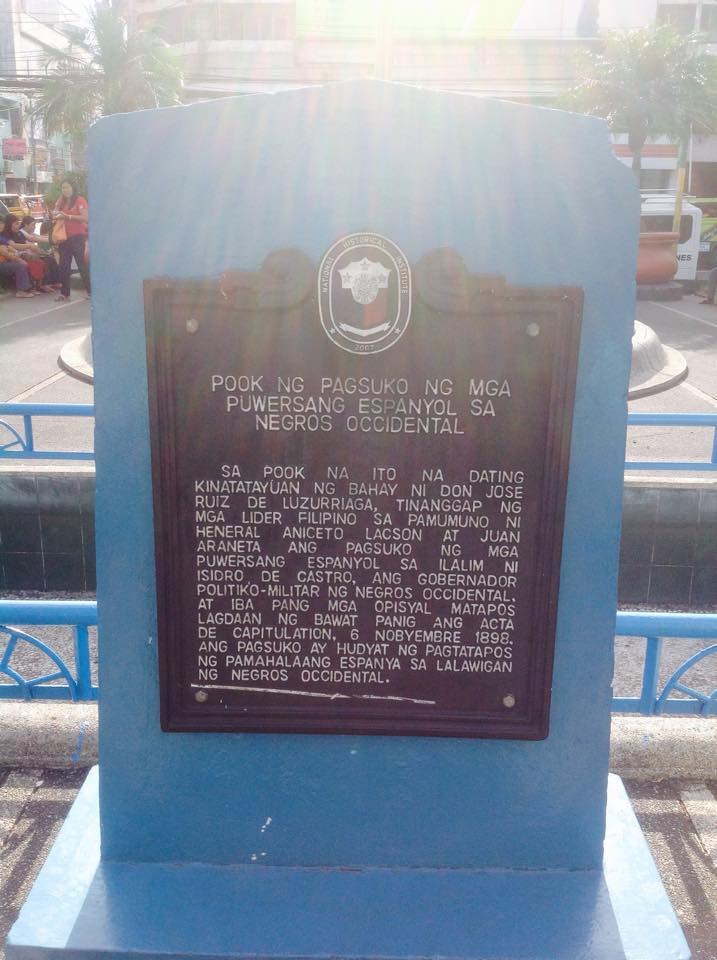 NATIONAL HISTORICAL INSTITUTE
2007
POOK NG PAGSUKO NG MGA
PUWERSANG ESPANYOL SA
NEGROS OCCIDENTAL
SA POOK NA ITO NA DATING
KINATATAYUAN NG BAHAY NI DON JOSE
RUIZ DE LUZURRIAGA, TINANGGAP NG
MGA LIDER FILIPINO SA PAMUMUNO NI
HENERAL ANICETO LACSON AT JUAN
ARANETA ANG PAGSUKO NG MGA
PUWERSANG ESPANYOL SA ILALIM NI
ISIDRO DE CASTRO, ANG GOBERNADOR
POLITIKO-MILITAR NG NEGROS OCCIDENTAL,
AT IBA PANG MGA OPISYAL MATAPOS
LAGDAAN NG BAWAT PANIG ANG ACTA
DE CAPITULATION, 6 NOBYEMBRE 1898.
ANG PAGSUKO AY HUDYAT NG PAGTATAPOS
NG PAMAHALAANG ESPANYA SA LALAWIGAN
NG NEGROS OCCIDENTAL.